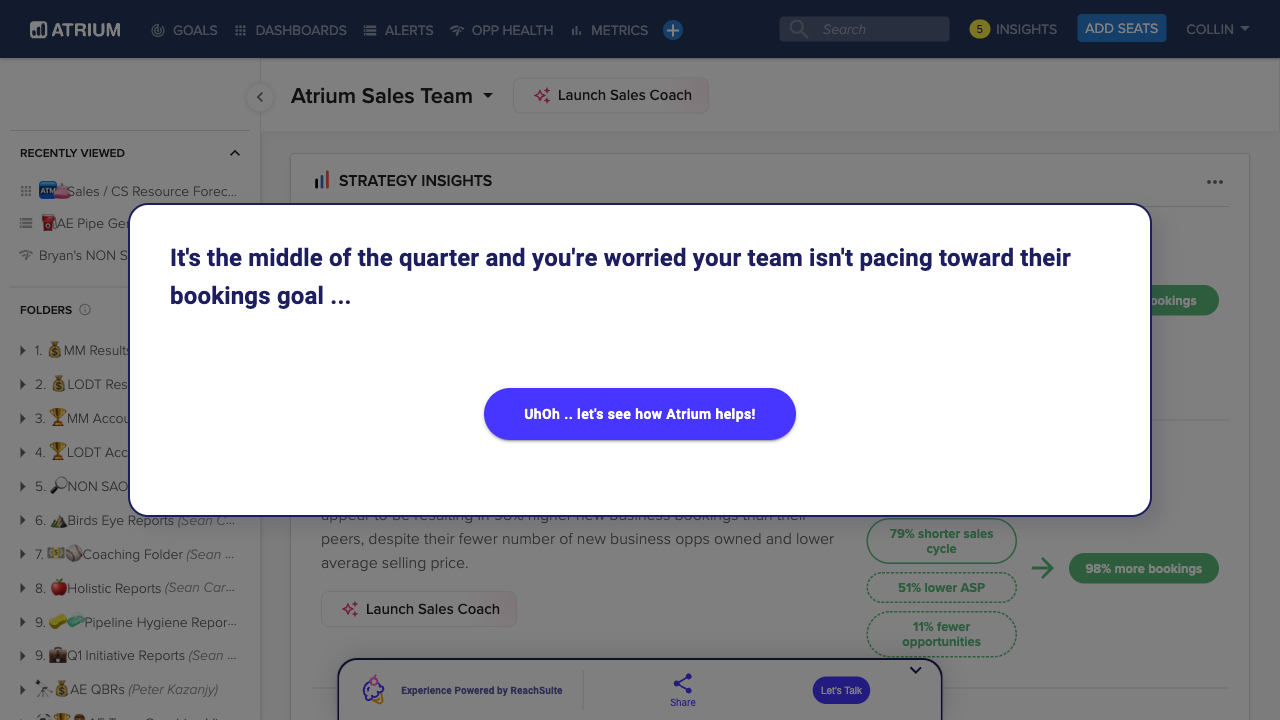 ATRIUM GOALS DASHBOARDS ALERTS OPP HEALTH METRICS Search 5 INSIGHTS ADD SEATS COLLIN
Atrium Sales Team Launch Sales Coach
RECENTLY VIEWED
Sales / CS Resource Forec...
AE Pipe Ge
Bryan's NON S
FOLDERS
1. MM Results
2. LODT Res
3. MM Accou
4. LODT Acc
5. NON SAO
6. Birds Eye Reports (Sean C...
7. Coaching Folder (Sean ...
8. Holistic Reports (Sean Car...
9. Pipeline Hygiene Repor...
9. Q1 Initiative Reports (Sean ...
AE QBRs (Peter Kazanjy)
STRATEGY INSIGHTS
ookings
It's the middle of the quarter and you're worried your team isn't pacing toward their
bookings goal ...
UhOh .. let's see how Atrium helps!
appear to be resulting in 98% higher new business bookings than their
peers, despite their fewer number of new business opps owned and lower
average selling price.
Launch Sales Coach
79% shorter sales
cycle
51% lower ASP
11% fewer
opportunities
98% more bookings
Experience Powered by ReachSuite
Share
Let's Talk